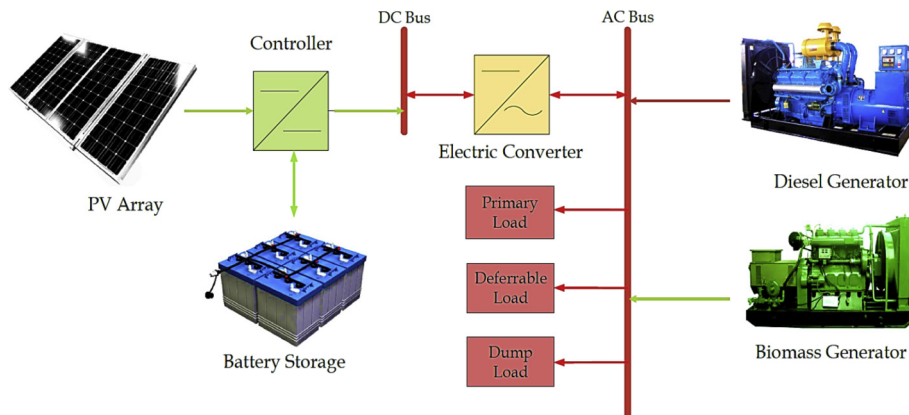 DC Bus
AC Bus
Controller
Electric Converter
PV Array
Diesel Generator
Primary
Load
Deferrable
Load
Battery Storage
Dump
Load
Biomass Generator